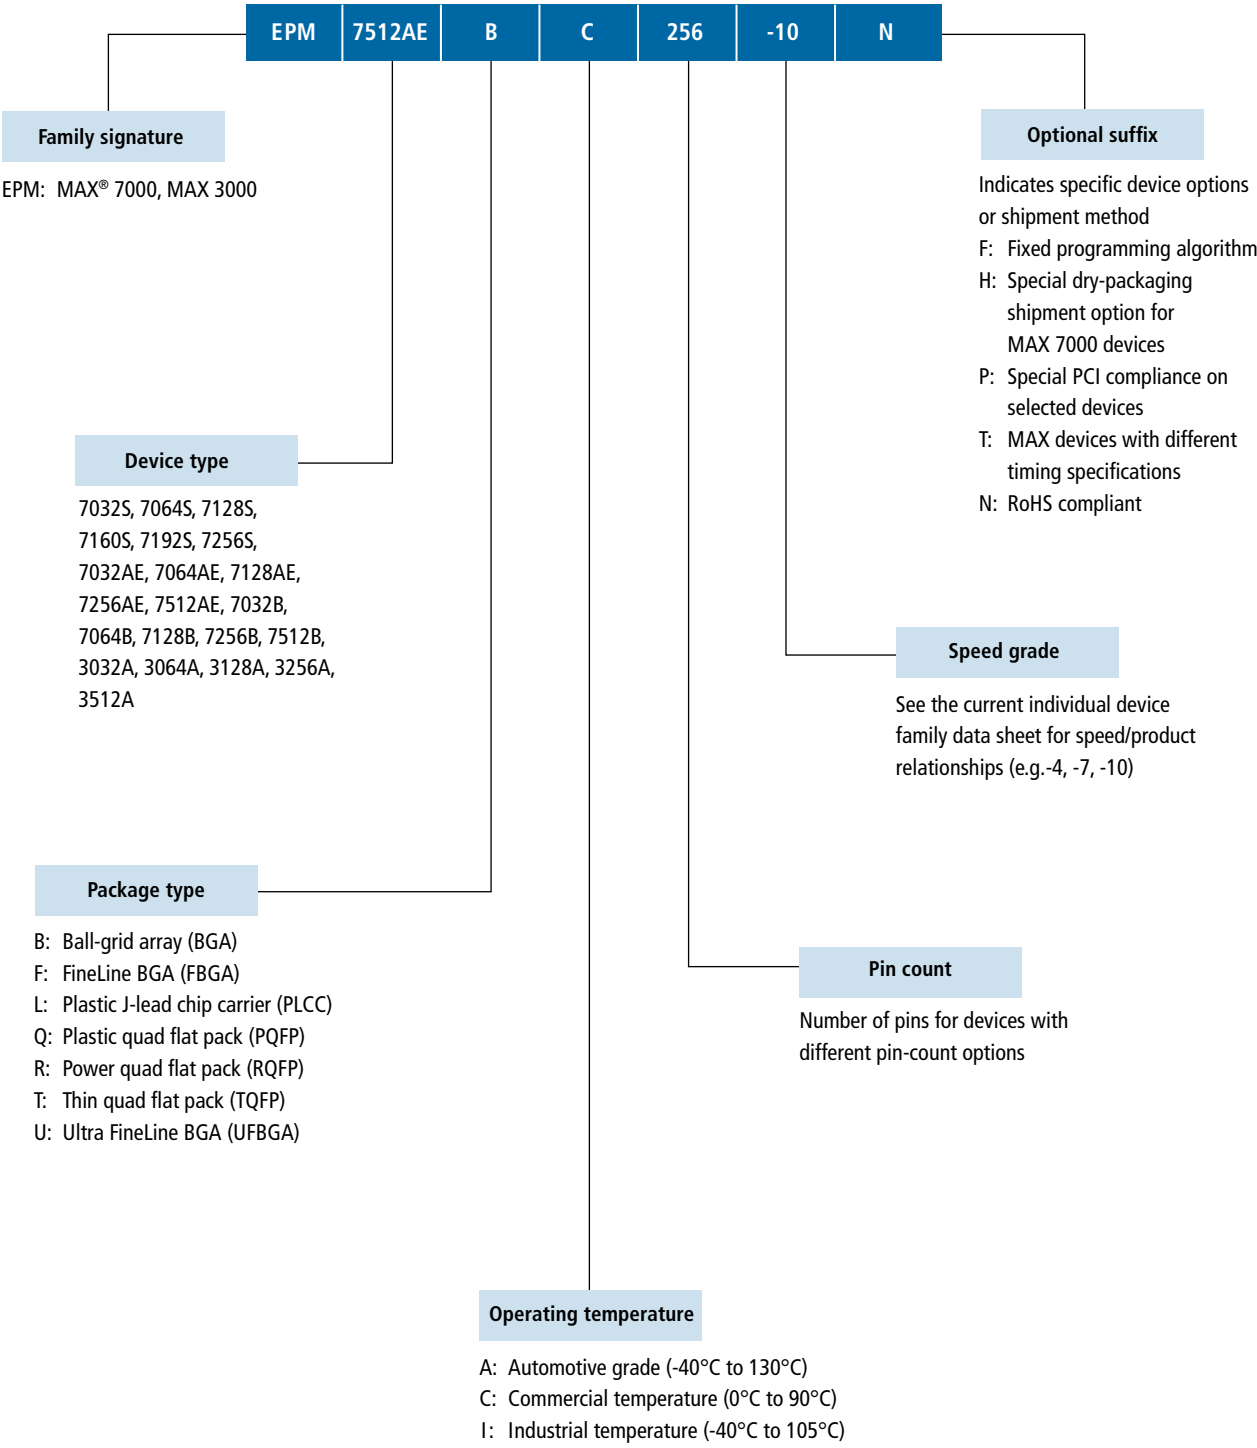 EPM 7512AE B C 256 -10 N
Family signature
EPM: MAX® 7000, MAX 3000
Optional suffix
Indicates specific device options
or shipment method
F: Fixed programming algorithm
H: Special dry-packaging
shipment option for
MAX 7000 devices
P: Special PCI compliance on
selected devices
T: MAX devices with different
timing specifications
N: RoHS compliant
Device type
7032S, 7064S, 7128S,
7160S, 7192S, 7256S,
7032AE, 7064AE, 7128AE,
7256AE, 7512AE, 7032B,
7064B, 7128B, 7256B, 7512B,
3032A, 3064A, 3128A, 3256A,
3512A
Speed grade
See the current individual device
family data sheet for speed/product
relationships (e.g.-4, -7, -10)
Package type
B: Ball-grid array (BGA)
F: FineLine BGA (FBGA)
L: Plastic J-lead chip carrier (PLCC)
Q: Plastic quad flat pack (PQFP)
R: Power quad flat pack (RQFP)
T: Thin quad flat pack (TQFP)
U: Ultra FineLine BGA (UFBGA)
Pin count
Number of pins for devices with
different pin-count options
Operating temperature
A: Automotive grade (-40°C to 130°C)
C: Commercial temperature (0°C to 90°C)
I: Industrial temperature (-40°C to 105°C)